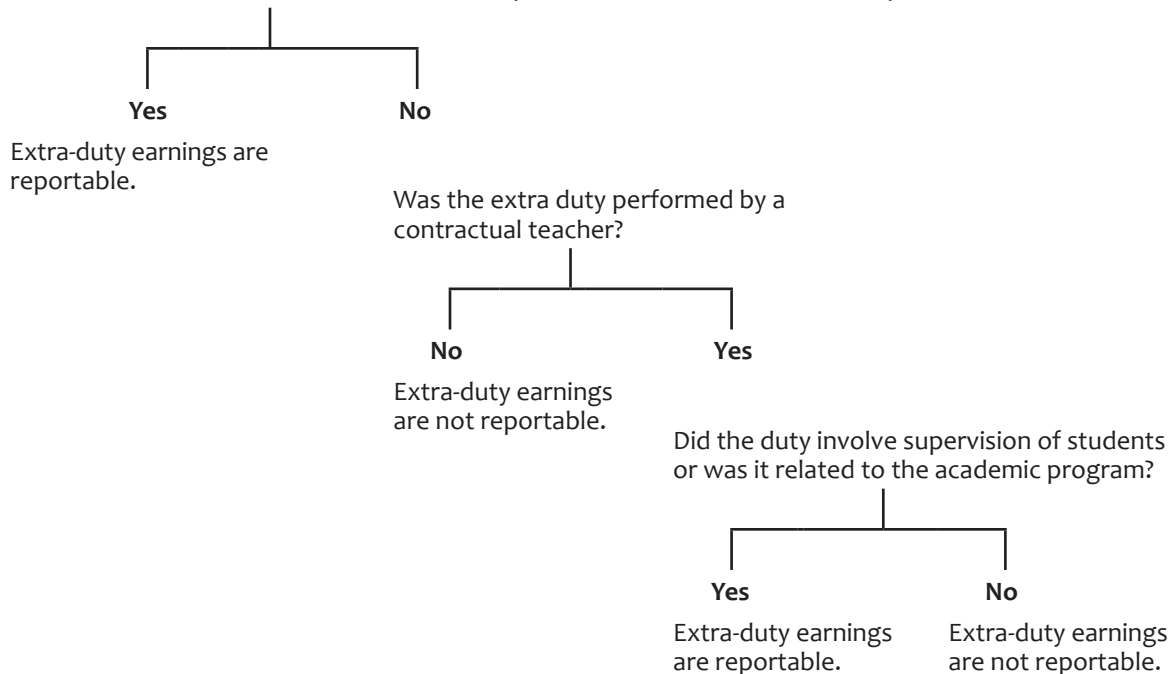 Yes
No
Extra-duty earnings are
reportable.
Was the extra duty performed by a
contractual teacher?
No
Yes
Extra-duty earnings
are not reportable.
Did the duty involve supervision of students
or was it related to the academic program?
Yes
No
Extra-duty earnings
are reportable.
Extra-duty earnings
are not reportable.